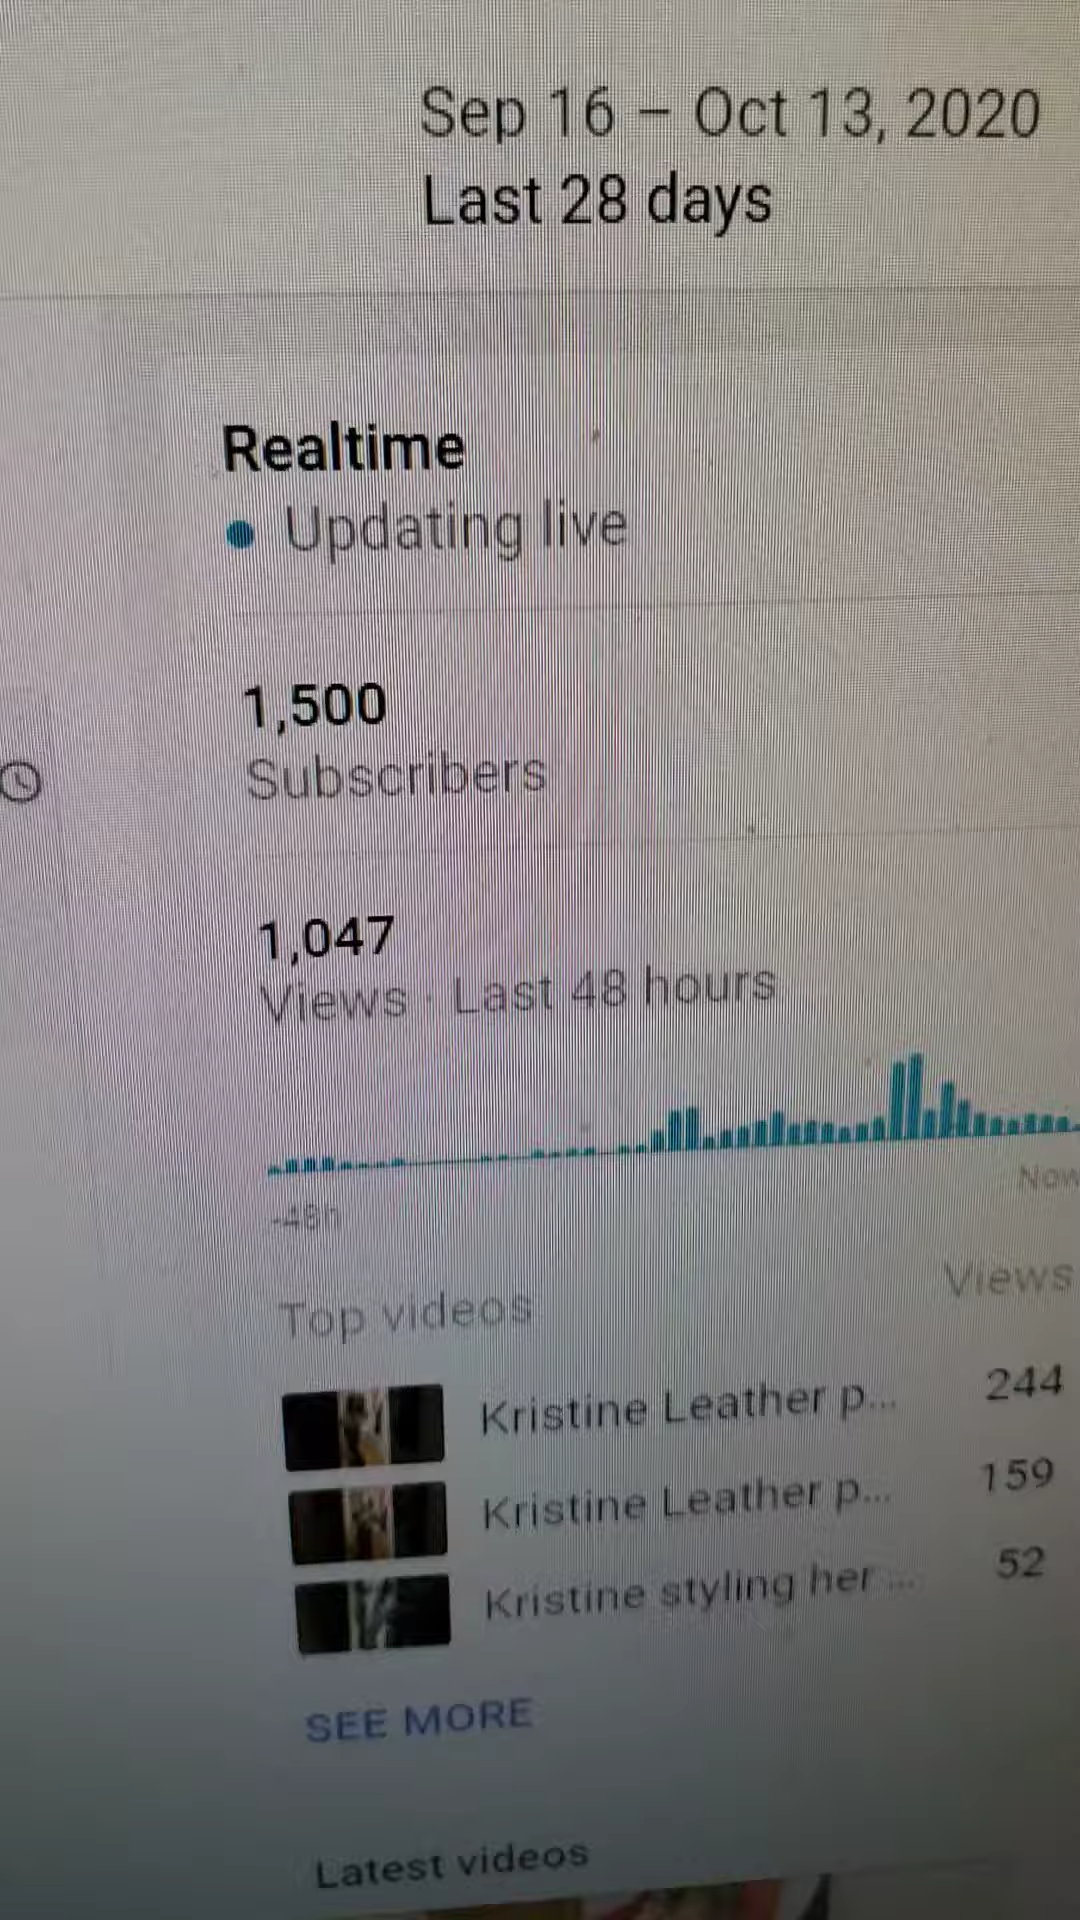 Sep 16 – Oct 13, 2020
Last 28 days
Realtime
Updating live
1,500
Subscribers
1,047
Views · Last 48 hours
-48h
Now
Top videos
Views
Kristine Leather p... 244
Kristine Leather p... 159
Kristine styling her ... 52
SEE MORE
Latest videos